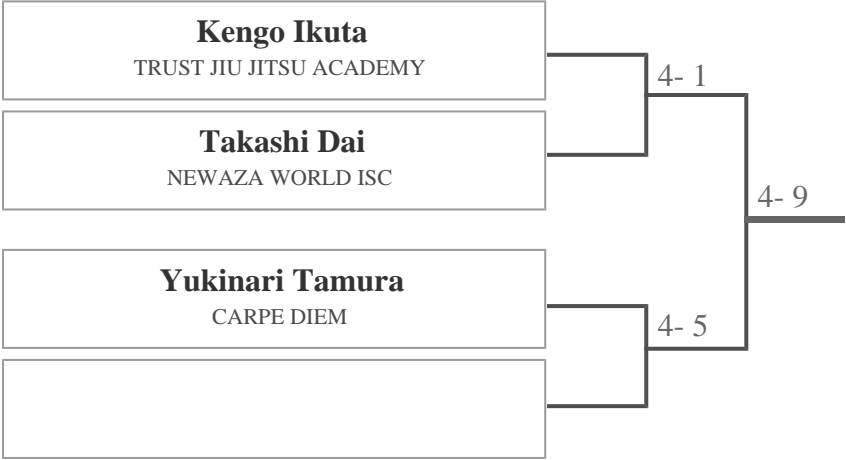 Kengo Ikuta
TRUST JIU JITSU ACADEMY
4- 1
Takashi Dai
NEWAZA WORLD ISC
4- 9
Yukinari Tamura
CARPE DIEM
4- 5